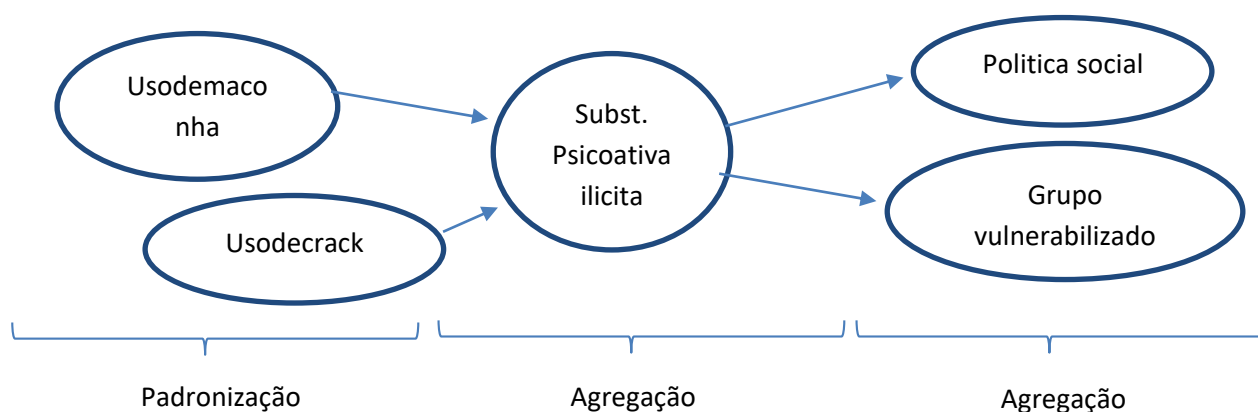 Usodemaco
nha
Usodecrack
Subst.
Psicoativa
ilicita
Politica social
Grupo
vulnerabilizado
Padronização
Agregação
Agregação